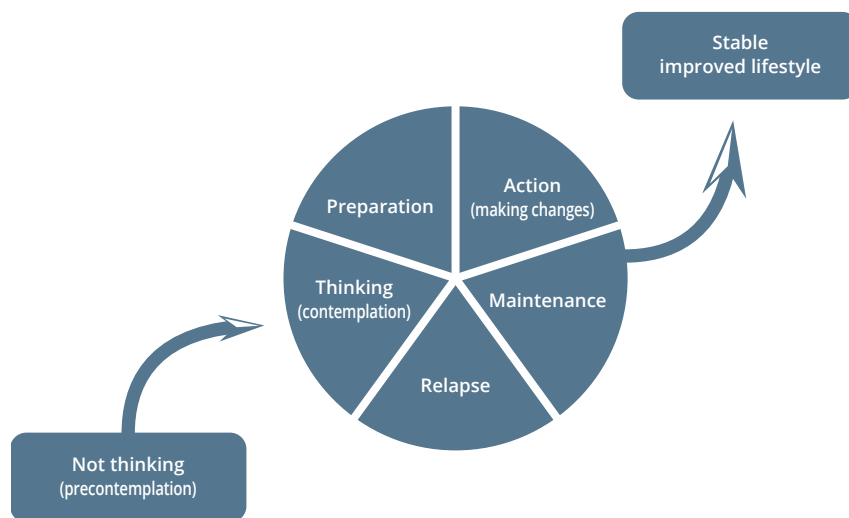 Stable
improved lifestyle
Action
(making changes)
Preparation
Thinking
(contemplation)
Maintenance
Relapse
Not thinking
(precontemplation)